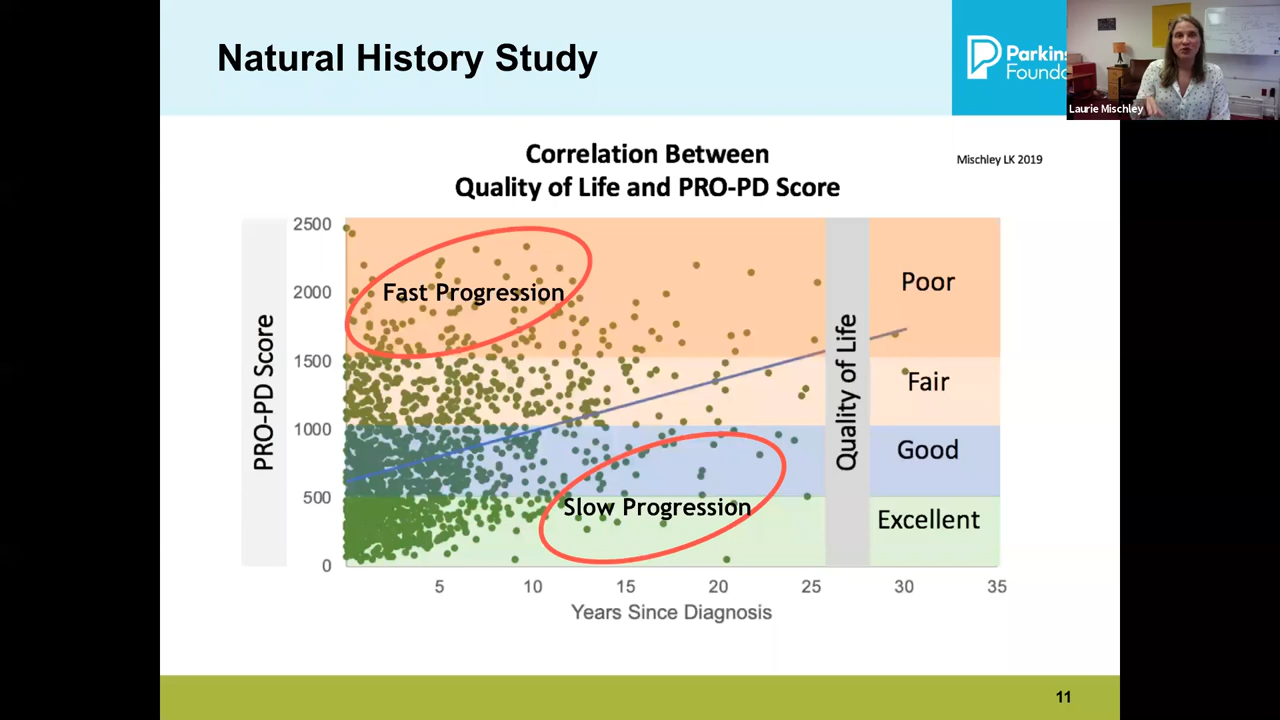 Natural History Study
Parkins
Founda
Laurie Mischley
Correlation Between
Quality of Life and PRO-PD Score
Mischley LK 2019
PRO-PD Score
2500
2000
1500
1000
500
0
Fast Progression
Slow Progression
Quality of Life
Poor
Fair
Good
Excellent
5 10 15 20 25 30 35
Years Since Diagnosis
11